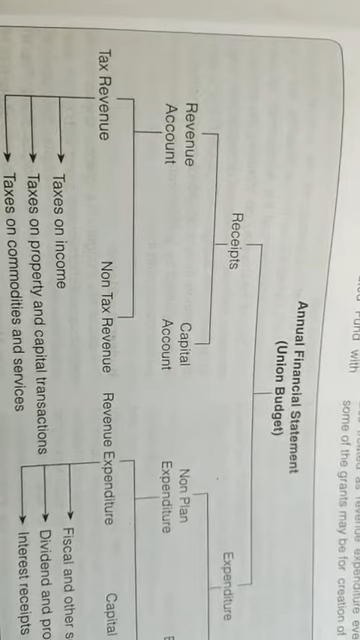 Fund with
some of the grants may be for creation of
Annual Financial Statement
(Union Budget)
Receipts
Expenditure
Revenue
Account
Capital
Account
Non Plan
Expenditure
Tax Revenue
Non Tax Revenue
Revenue Expenditure
Capital
Taxes on income
Taxes on property and capital transactions
Taxes on commodities and services
Fiscal and other s
Dividend and pro
Interest receipts